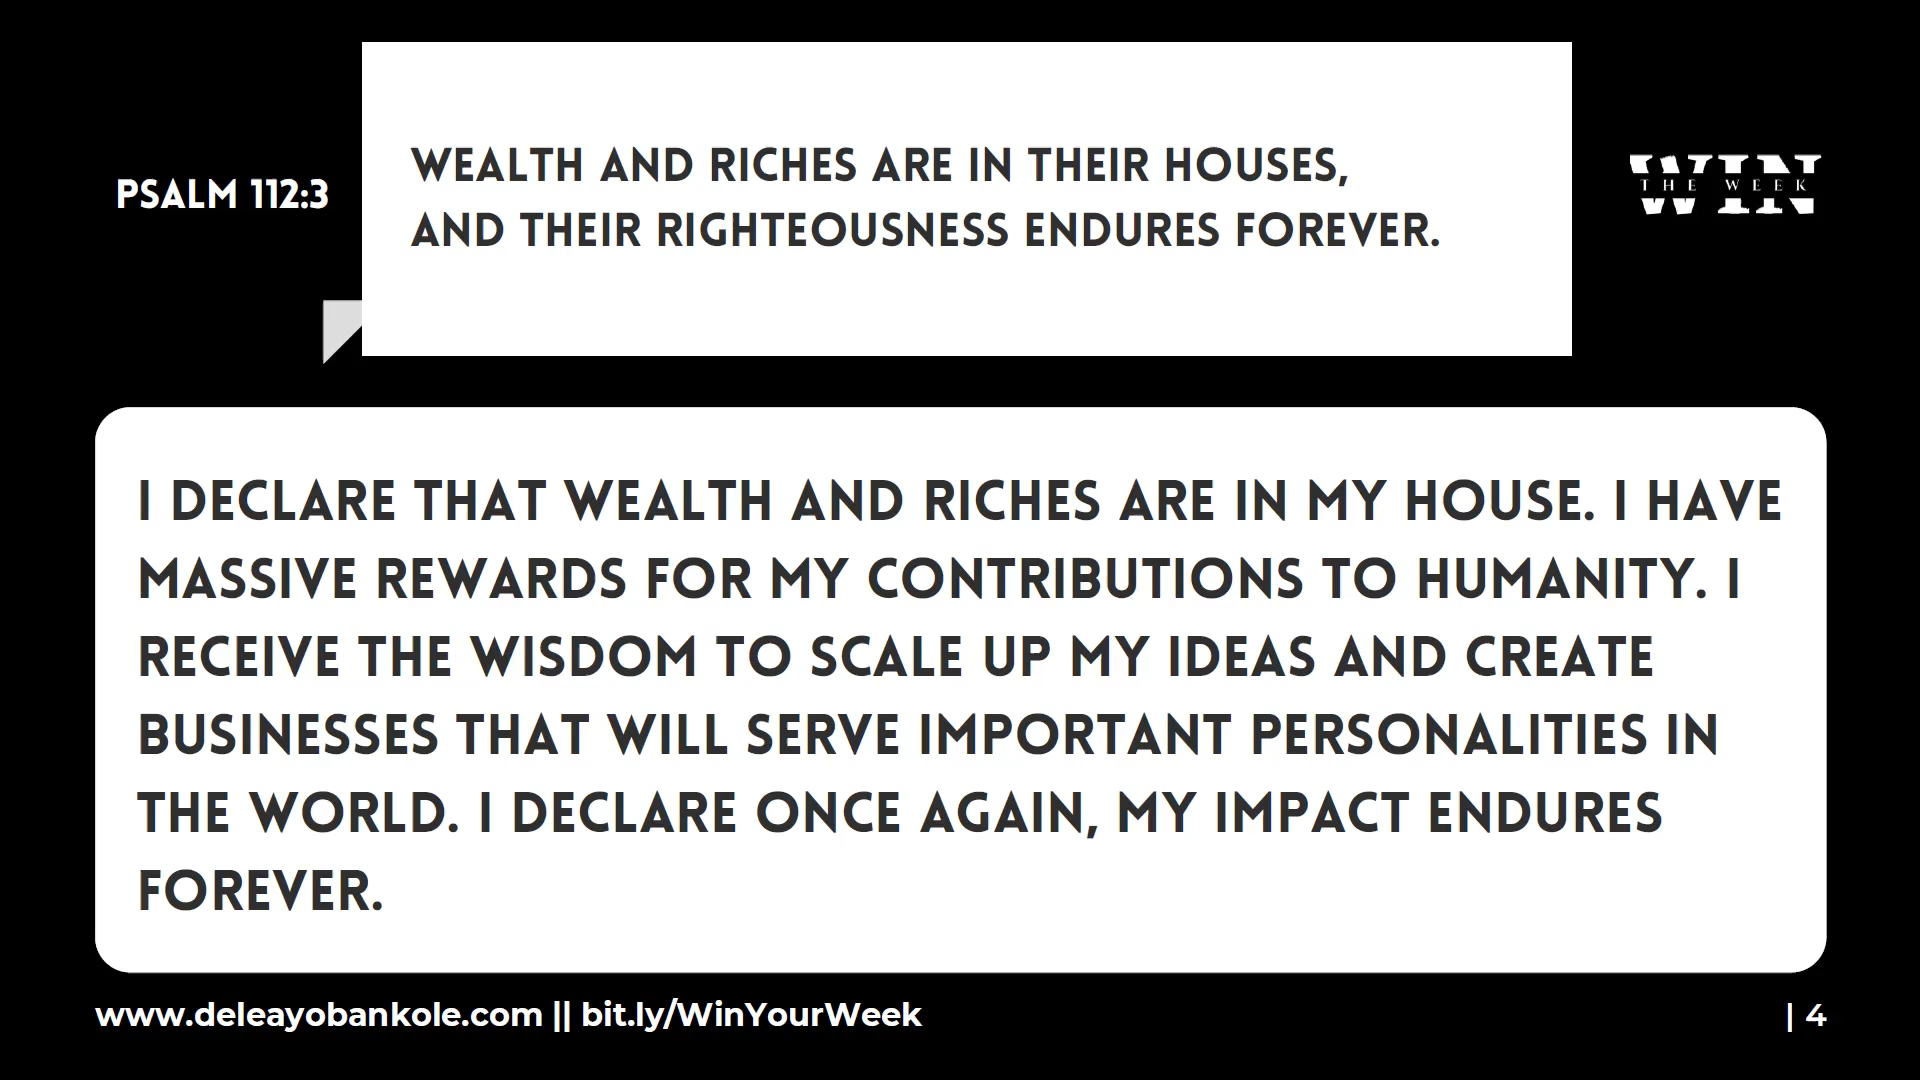 PSALM 112:3
WEALTH AND RICHES ARE IN THEIR HOUSES,
AND THEIR RIGHTEOUSNESS ENDURES FOREVER.
WIN
THE WEEK
I DECLARE THAT WEALTH AND RICHES ARE IN MY HOUSE. I HAVE
MASSIVE REWARDS FOR MY CONTRIBUTIONS TO HUMANITY. I
RECEIVE THE WISDOM TO SCALE UP MY IDEAS AND CREATE
BUSINESSES THAT WILL SERVE IMPORTANT PERSONALITIES IN
THE WORLD. I DECLARE ONCE AGAIN, MY IMPACT ENDURES
FOREVER.
www.deleayobankole.com || bit.ly/WinYourWeek
| 4